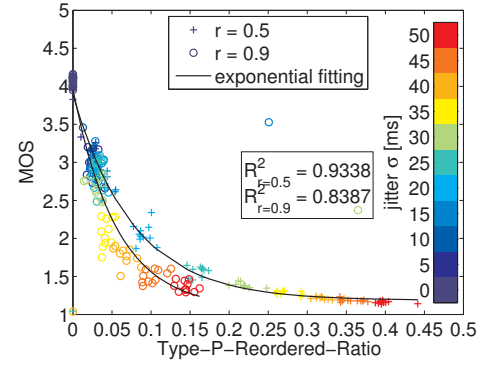 r = 0.5
r = 0.9
exponential fitting
MOS
5
4.5
4
3.5
3
2.5
2
1.5
1
R² r=0.5 = 0.9338
R² r=0.9 = 0.8387
jitter σ [ms]
50
45
40
35
30
25
20
15
10
5
0
0 0.05 0.1 0.15 0.2 0.25 0.3 0.35 0.4 0.45 0.5
Type−P−Reordered−Ratio